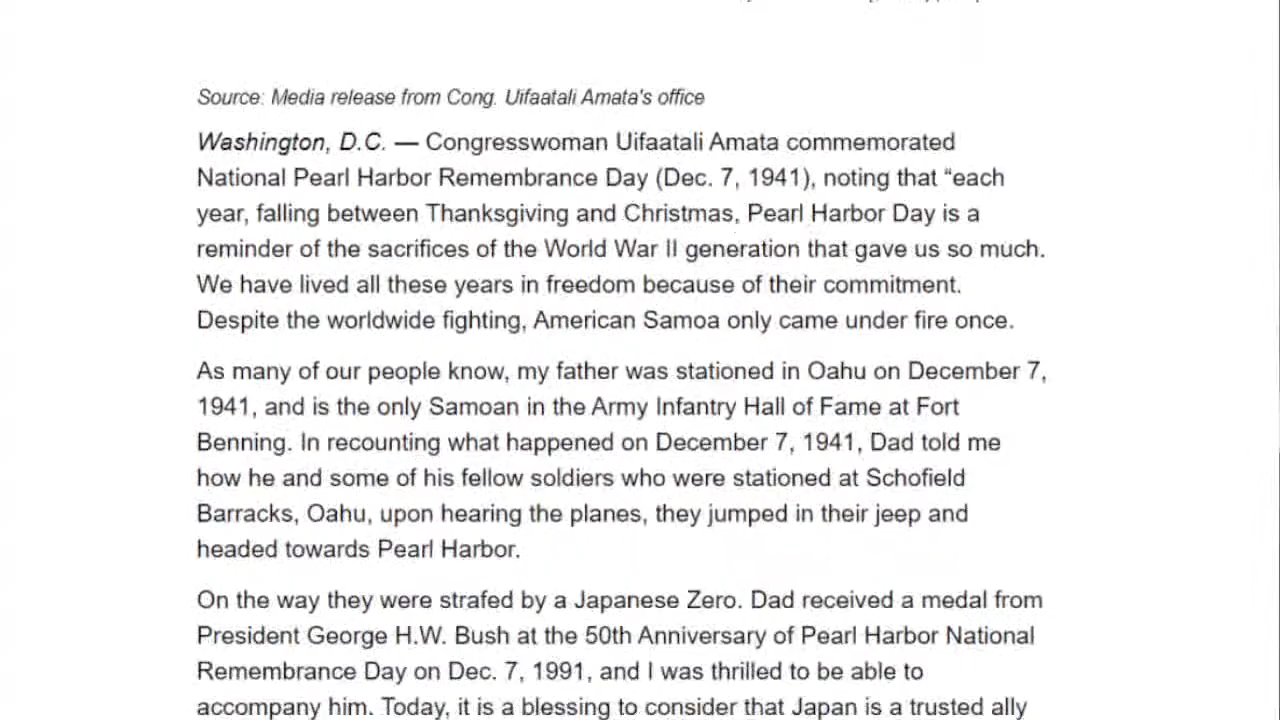 Source: Media release from Cong. Uifaatali Amata's office
Washington, D.C. — Congresswoman Uifaatali Amata commemorated
National Pearl Harbor Remembrance Day (Dec. 7, 1941), noting that “each
year, falling between Thanksgiving and Christmas, Pearl Harbor Day is a
reminder of the sacrifices of the World War II generation that gave us so much.
We have lived all these years in freedom because of their commitment.
Despite the worldwide fighting, American Samoa only came under fire once.
As many of our people know, my father was stationed in Oahu on December 7,
1941, and is the only Samoan in the Army Infantry Hall of Fame at Fort
Benning. In recounting what happened on December 7, 1941, Dad told me
how he and some of his fellow soldiers who were stationed at Schofield
Barracks, Oahu, upon hearing the planes, they jumped in their jeep and
headed towards Pearl Harbor.
On the way they were strafed by a Japanese Zero. Dad received a medal from
President George H.W. Bush at the 50th Anniversary of Pearl Harbor National
Remembrance Day on Dec. 7, 1991, and I was thrilled to be able to
accompany him. Today, it is a blessing to consider that Japan is a trusted ally